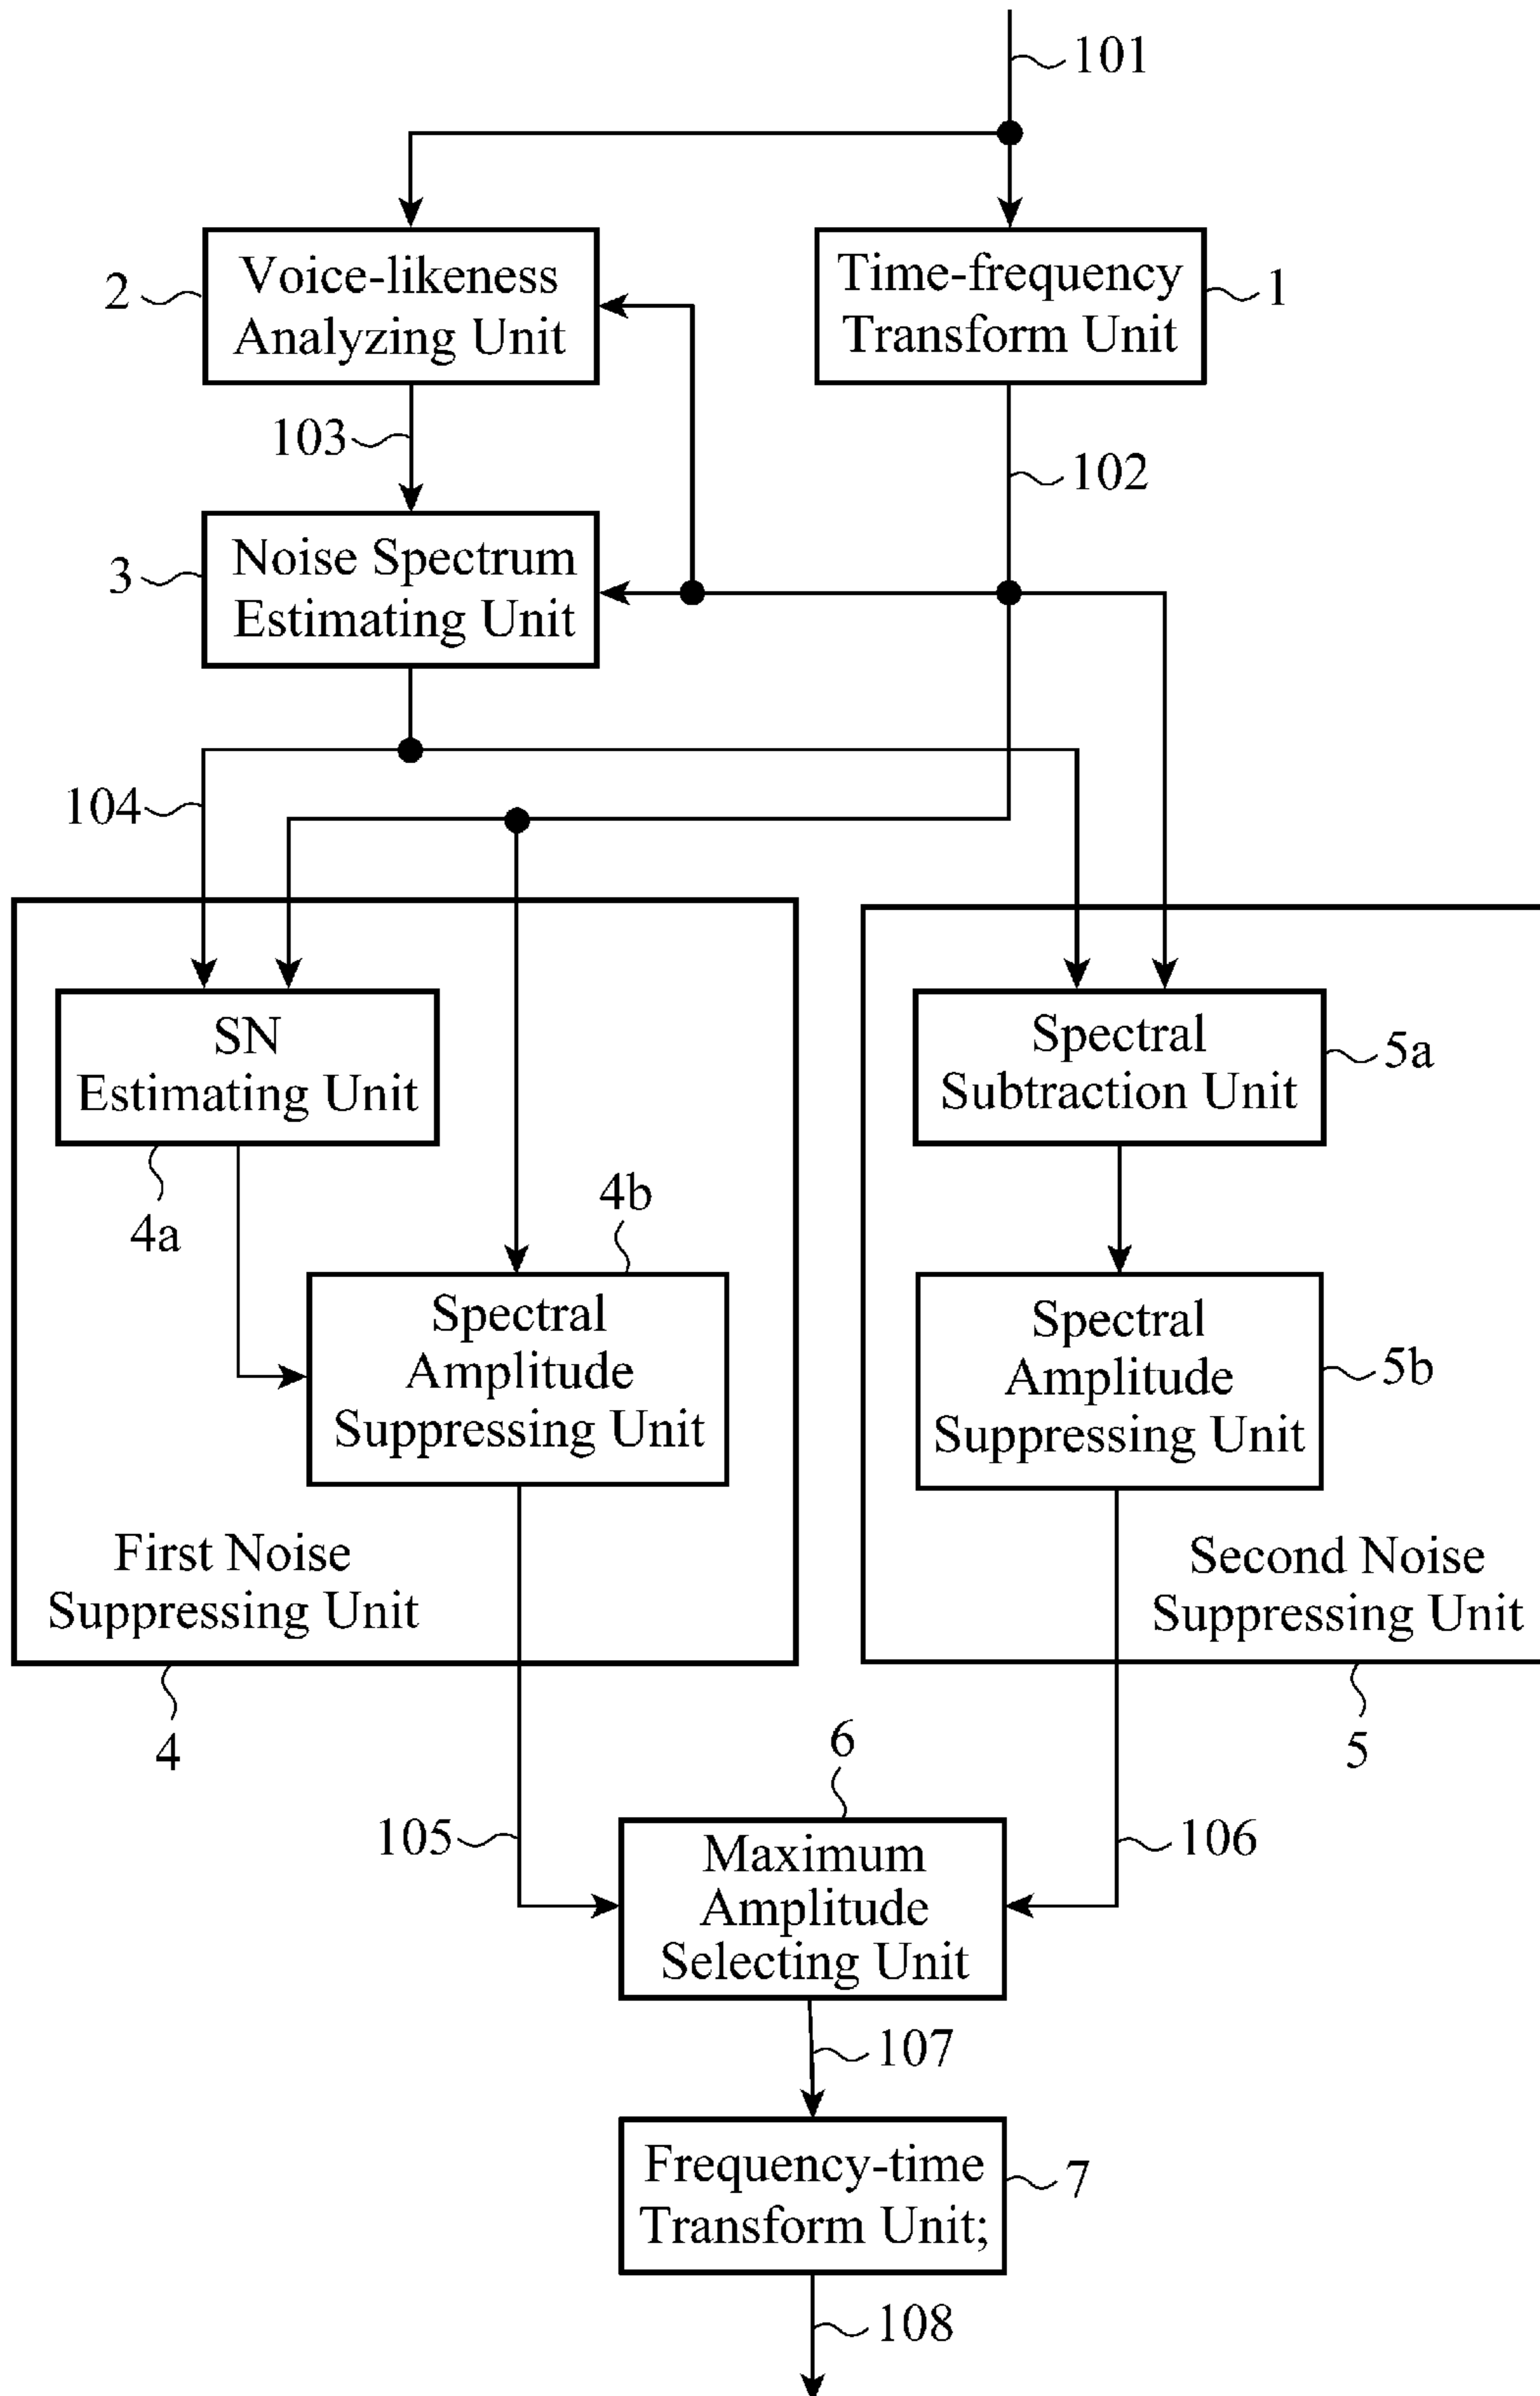 101
Voice-likeness
Analyzing Unit
2
Time-frequency
Transform Unit
1
103
102
Noise Spectrum
Estimating Unit
3
104
SN
Estimating Unit
4a
Spectral
Subtraction Unit
5a
4b
Spectral
Amplitude
Suppressing Unit
Spectral
Amplitude
Suppressing Unit
5b
First Noise
Suppressing Unit
4
Second Noise
Suppressing Unit
5
6
105
Maximum
Amplitude
Selecting Unit
106
107
Frequency-time
Transform Unit;
7
108